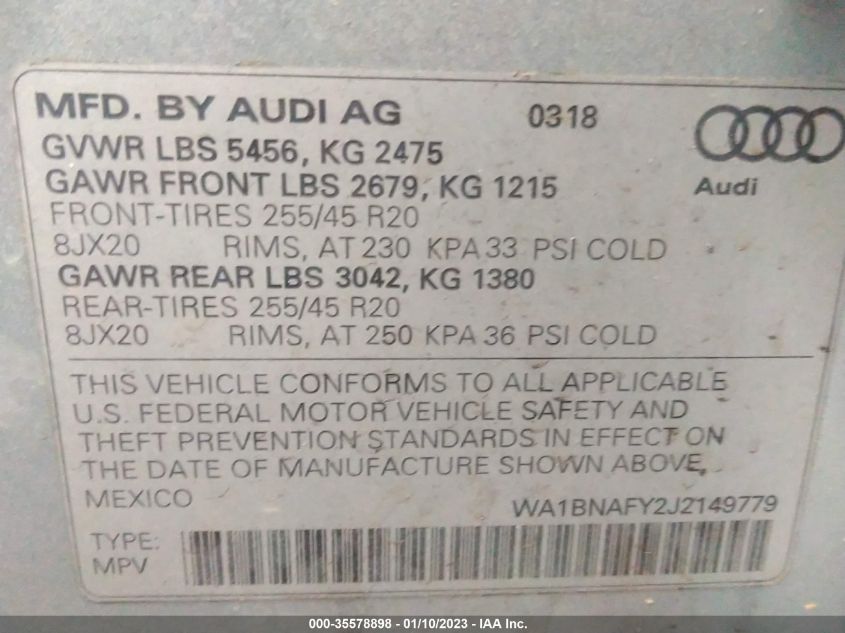 MFD. BY AUDI AG 0318
GVWR LBS 5456, KG 2475
GAWR FRONT LBS 2679, KG 1215
Audi
FRONT-TIRES 255/45 R20
8JX20 RIMS, AT 230 KPA 33 PSI COLD
GAWR REAR LBS 3042, KG 1380
REAR-TIRES 255/45 R20
8JX20 RIMS, AT 250 KPA 36 PSI COLD
THIS VEHICLE CONFORMS TO ALL APPLICABLE
U.S. FEDERAL MOTOR VEHICLE SAFETY AND
THEFT PREVENTION STANDARDS IN EFFECT ON
THE DATE OF MANUFACTURE SHOWN ABOVE,
MEXICO WA1BNAFY2J2149779
TYPE:
MPV
000-35578898 - 01/10/2023 - IAA Inc.